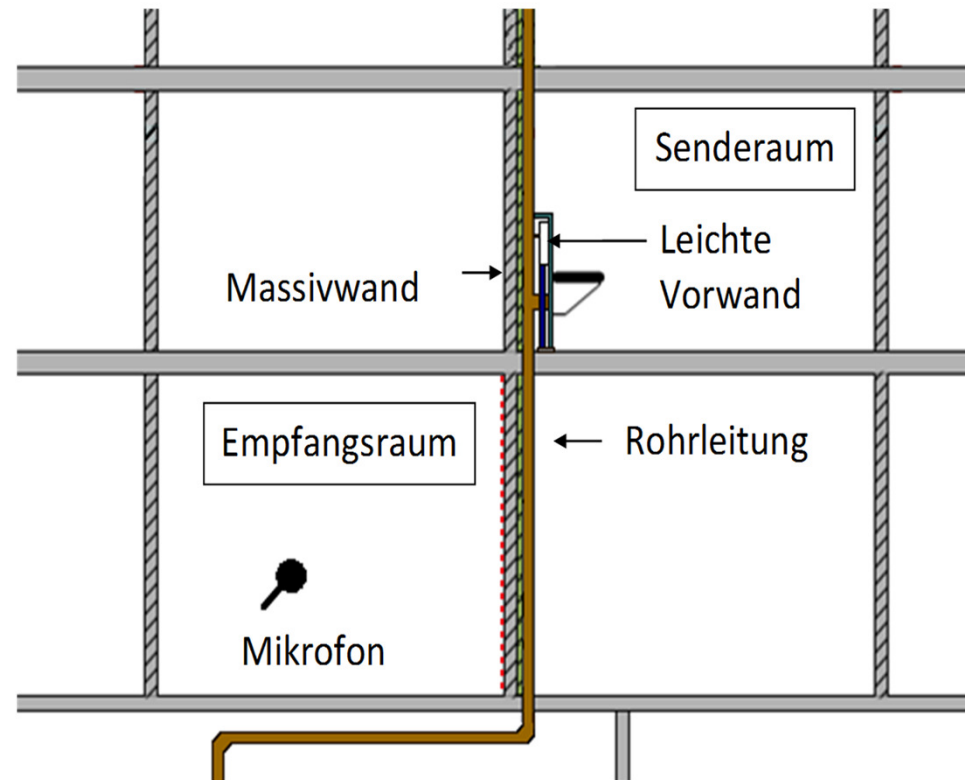 Senderaum
Leichte
Vorwand
Massivwand
Empfangsraum
Rohrleitung
Mikrofon